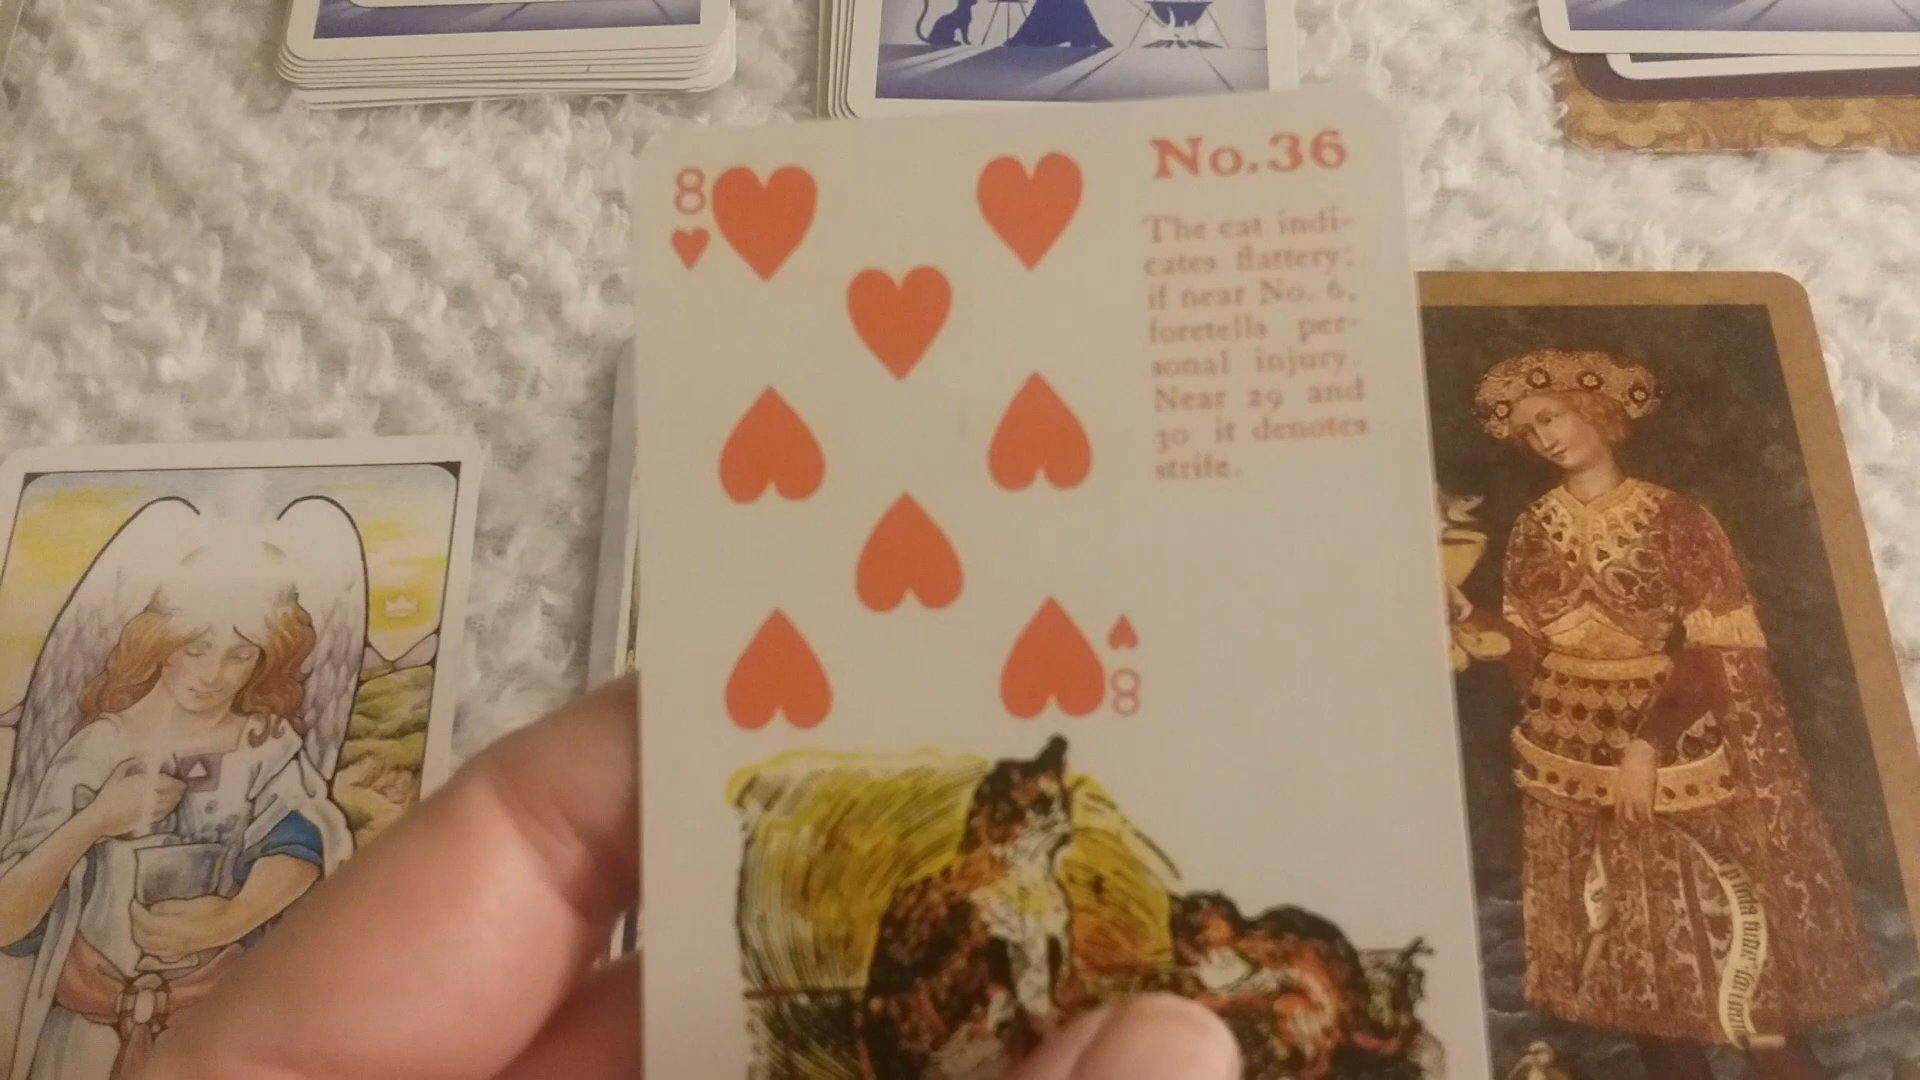 8
No.36
The cat indi-
cates flattery;
if near No. 6,
foretells per-
sonal injury.
Near 29 and
30 it denotes
strife.
8